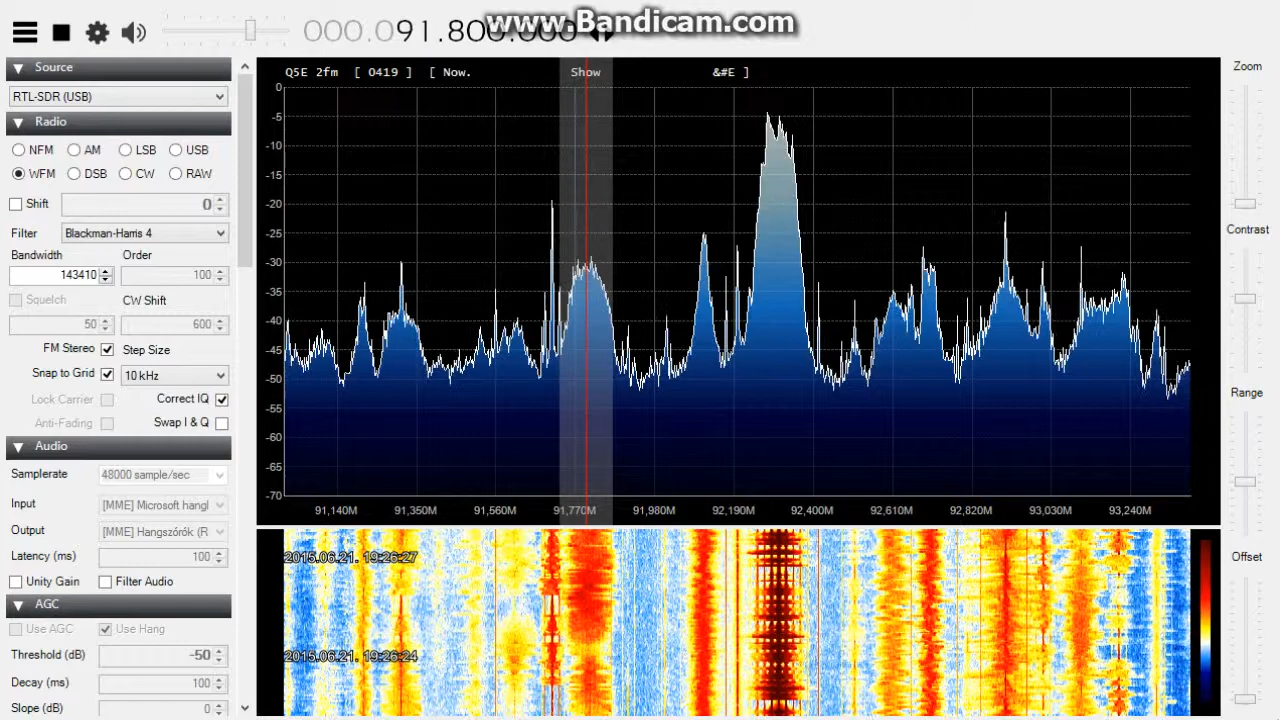 www.Bandicam.com
000.091.800.000
Source
RTL-SDR (USB)
Radio
NFM AM LSB USB
WFM DSB CW RAW
Shift 0
Filter Blackman-Harris 4
Bandwidth Order
143410 100
Squelch CW Shift
50 600
FM Stereo Step Size
Snap to Grid 10 kHz
Lock Carrier Correct IQ
Anti-Fading Swap I & Q
Audio
Samplerate 48000 sample/sec
Input [MME] Microsoft hangl
Output [MME] Hangszórók (R
Latency (ms) 100
Unity Gain Filter Audio
AGC
Use AGC Use Hang
Threshold (dB) -50
Decay (ms) 100
Slope (dB) 0
Q5E 2fm [ 0419 ] [ Now. Show &#E ]
0
-5
-10
-15
-20
-25
-30
-35
-40
-45
-50
-55
-60
-65
-70
91,140M 91,350M 91,560M 91,770M 91,980M 92,190M 92,400M 92,610M 92,820M 93,030M 93,240M
2015.06.21. 19:26:27
2015.06.21. 19:26:24
Zoom
Contrast
Range
Offset